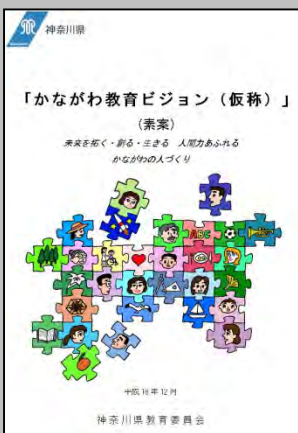 神奈川県
「かながわ教育ビジョン(仮称)」
(素案)
未来を拓く・創る・生きる 人間力あふれる
かながわの人づくり
ABC
平成18年12月
神奈川県教育委員会